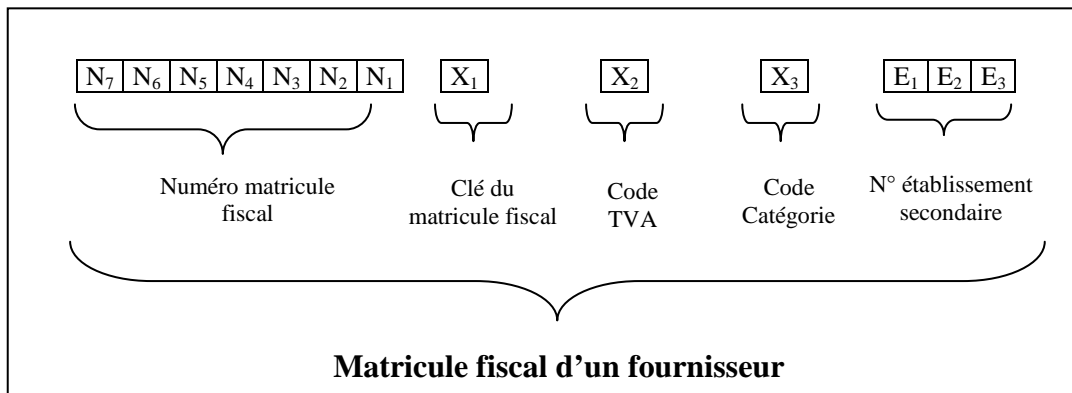 N₇ N₆ N₅ N₄ N₃ N₂ N₁ X₁ X₂ X₃ E₁ E₂ E₃
Numéro matricule
fiscal
Clé du
matricule fiscal
Code
TVA
Code
Catégorie
N° établissement
secondaire
Matricule fiscal d’un fournisseur